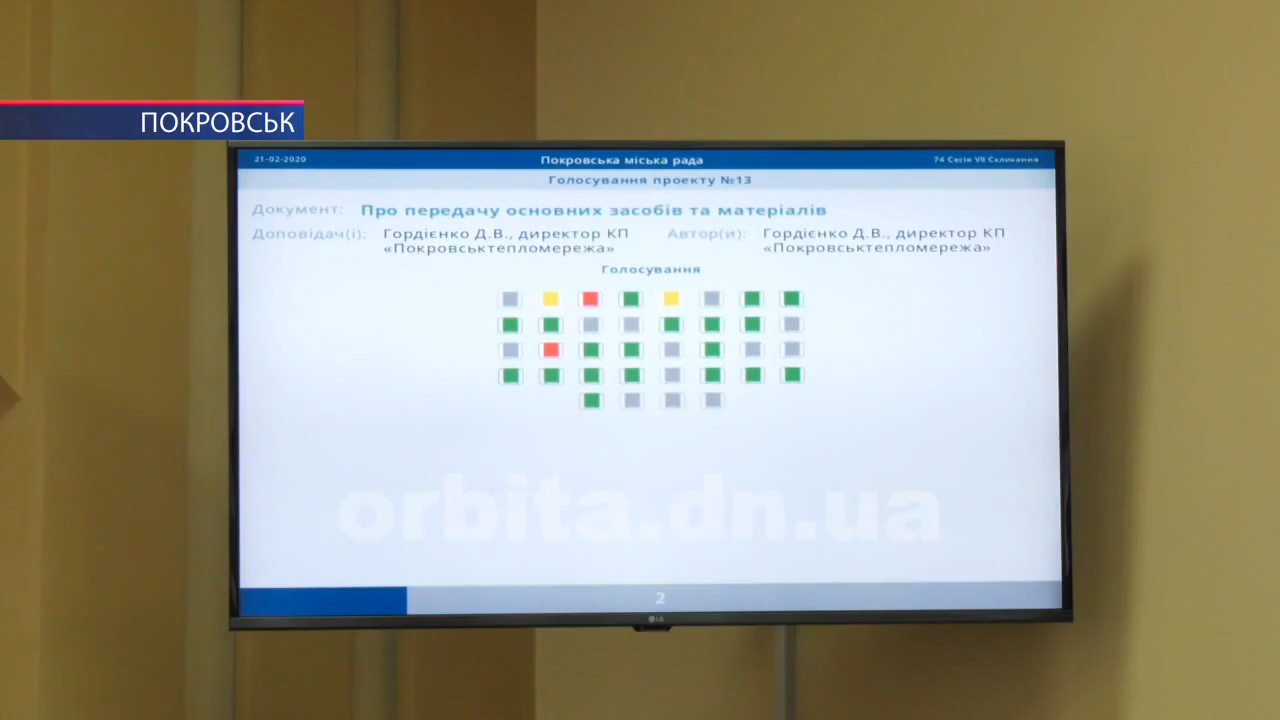 ПОКРОВСЬК
21-02-2020
Покровська міська рада
74 Сесія VII Скликання
Голосування проекту №13
Документ: Про передачу основних засобів та матеріалів
Доповідач(і): Гордієнко Д.В., директор КП
«Покровськтепломережа»
Автор(и): Гордієнко Д.В., директор КП
«Покровськтепломережа»
Голосування
orbita.dn.ua
2
LG